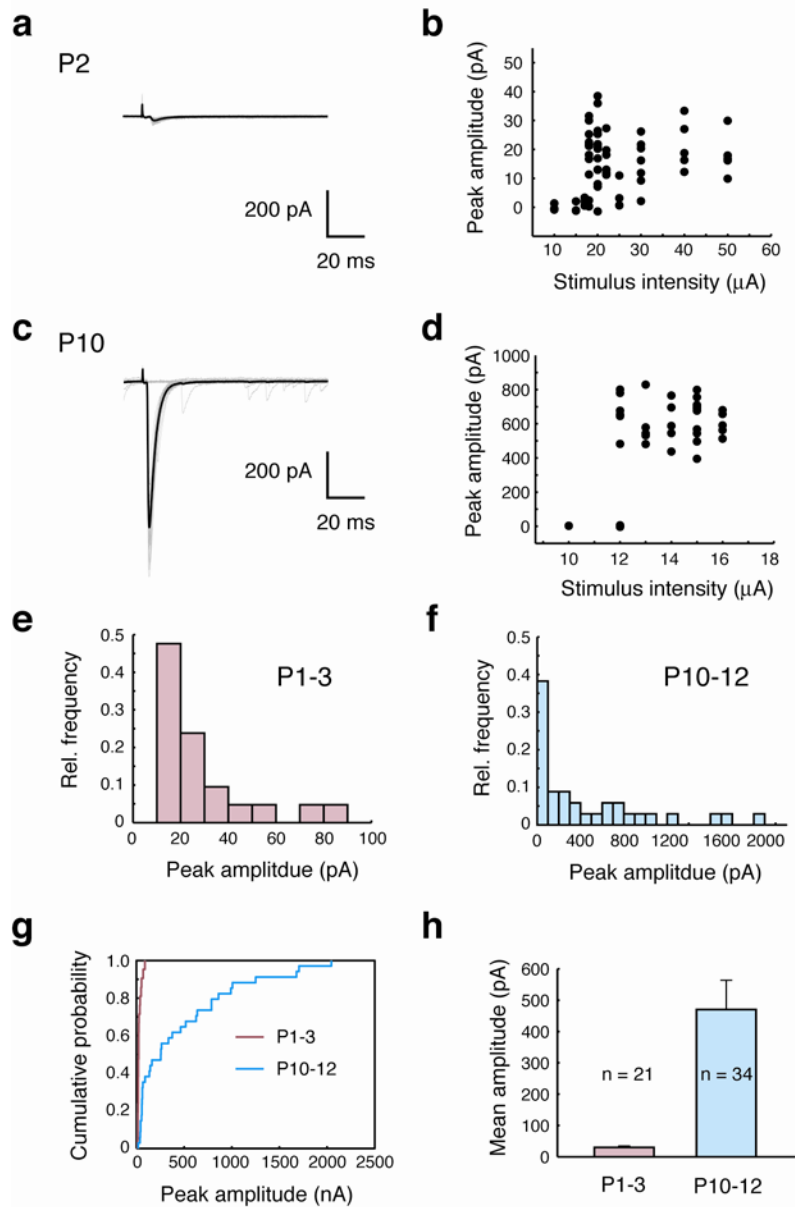 a
P2
200 pA
20 ms
b
Peak amplitude (pA)
50
40
30
20
10
0
10 20 30 40 50 60
Stimulus intensity (μA)
c
P10
200 pA
20 ms
d
Peak amplitude (pA)
1000
800
600
400
200
0
10 12 14 16 18
Stimulus intensity (μA)
e
P1-3
Rel. frequency
0.5
0.4
0.3
0.2
0.1
0
0 20 40 60 80 100
Peak amplitdue (pA)
f
P10-12
Rel. frequency
0.5
0.4
0.3
0.2
0.1
0
0 400 800 1200 1600 2000
Peak amplitdue (pA)
g
Cumulative probability
1.0
0.8
0.6
0.4
0.2
0
P1-3
P10-12
0 500 1000 1500 2000 2500
Peak amplitude (nA)
h
Mean amplitude (pA)
600
500
400
300
200
100
0
n = 21
n = 34
P1-3 P10-12